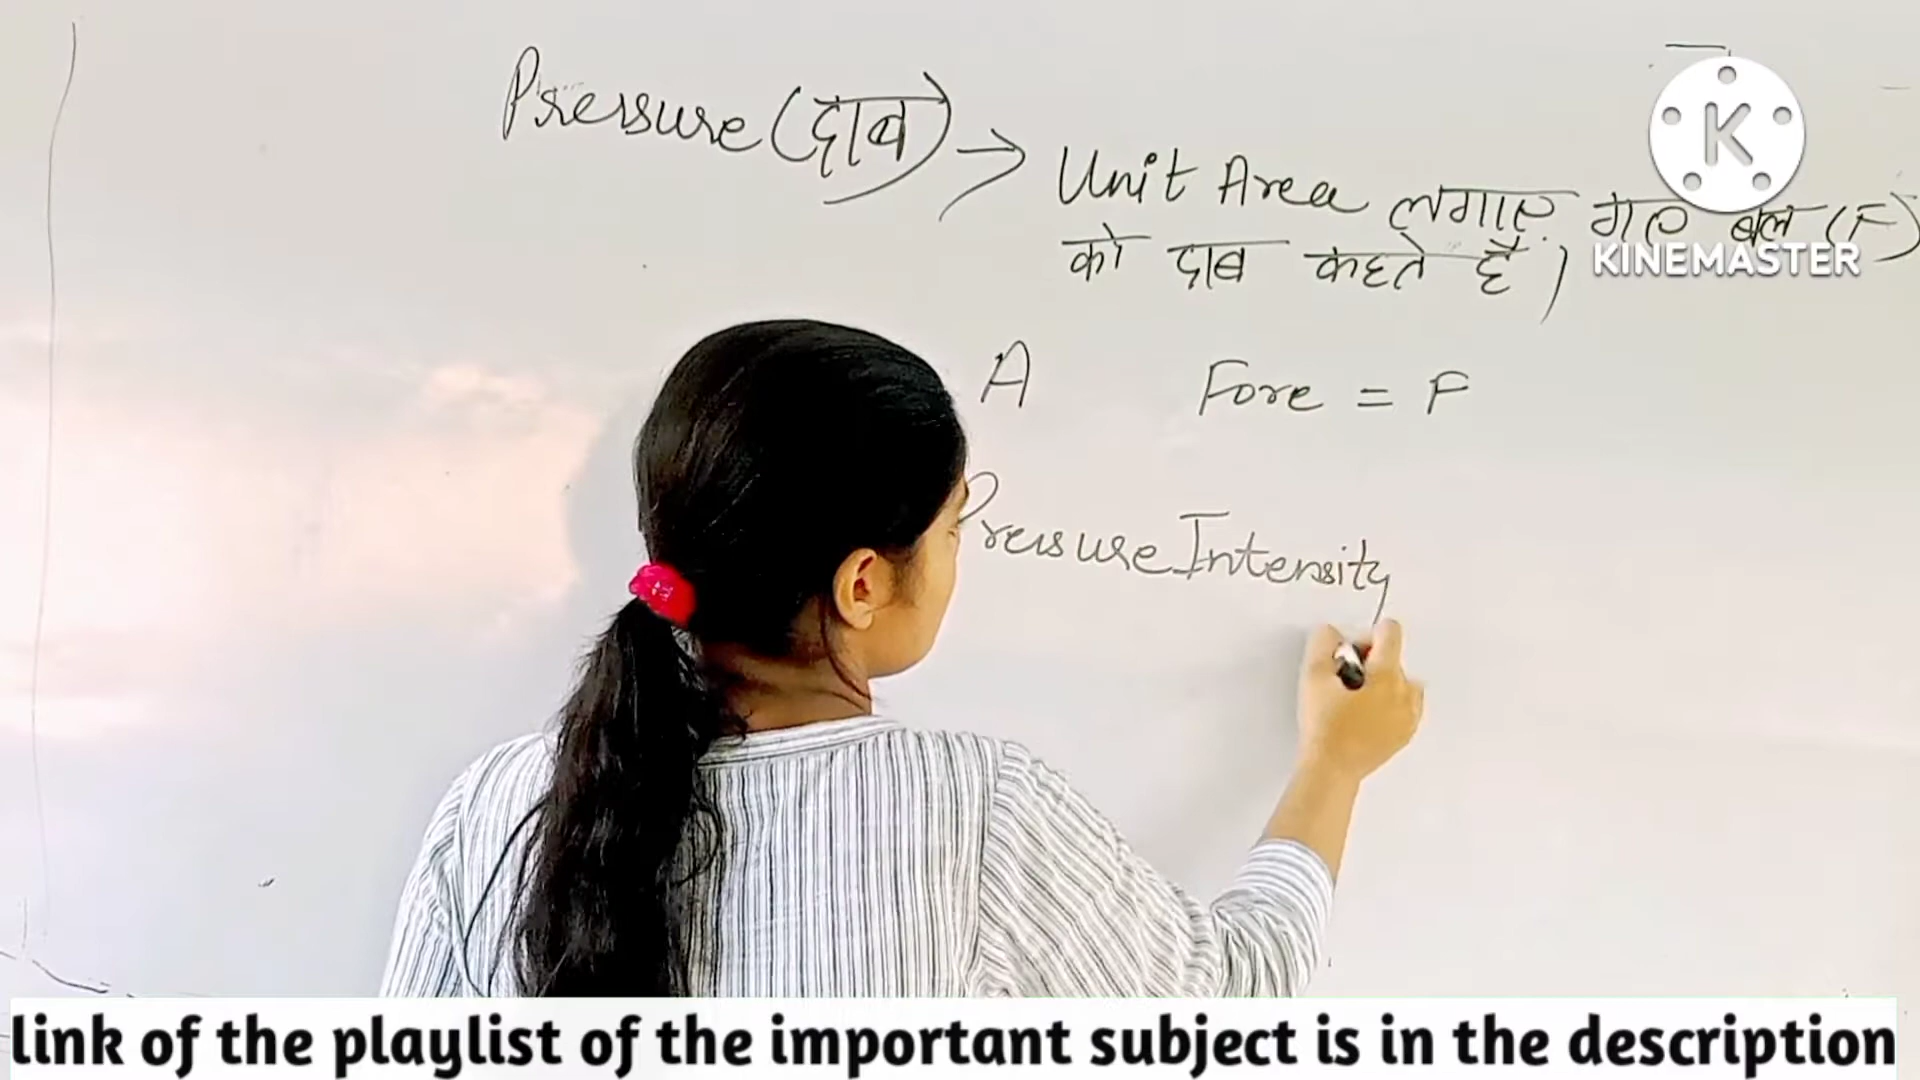 Pressure (दाब) → Unit Area लगाए गए बल (F)
को दाब कहते है।
A Fore = F
Pressure Intensity
K
KINEMASTER
link of the playlist of the important subject is in the description